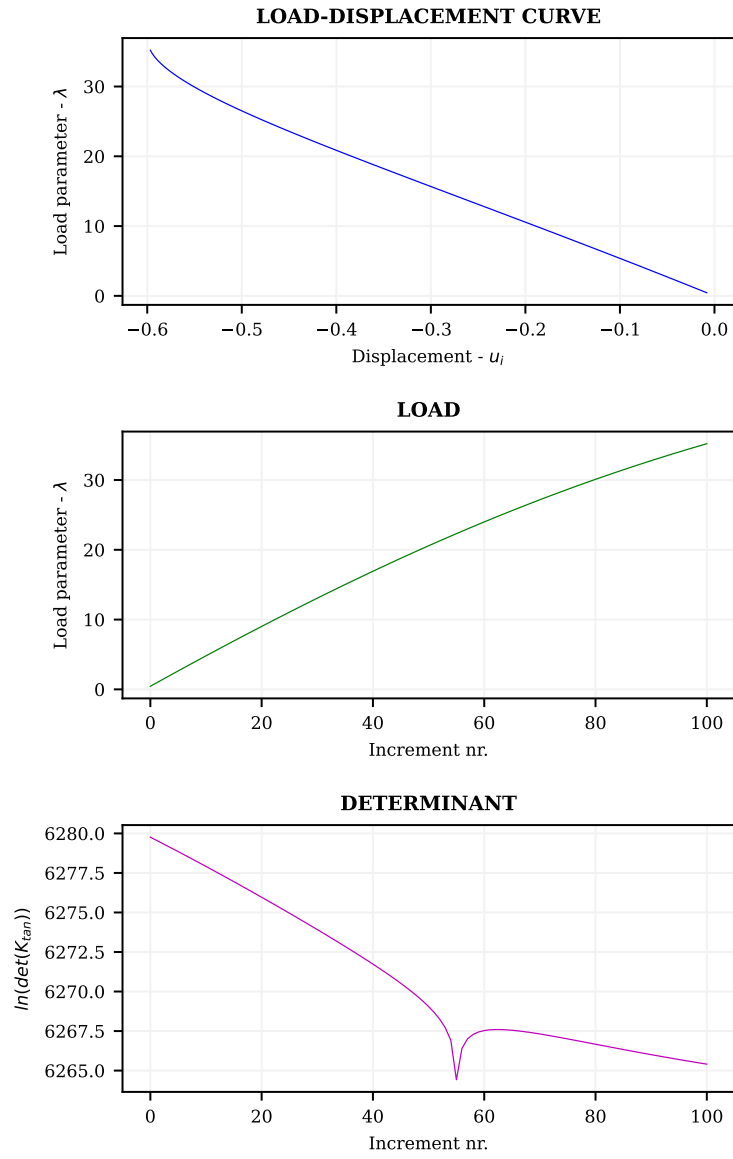 LOAD-DISPLACEMENT CURVE
Load parameter - λ
30
20
10
0
−0.6 −0.5 −0.4 −0.3 −0.2 −0.1 0.0
Displacement - u_i
LOAD
Load parameter - λ
30
20
10
0
0 20 40 60 80 100
Increment nr.
DETERMINANT
ln(det(K_tan))
6280.0
6277.5
6275.0
6272.5
6270.0
6267.5
6265.0
0 20 40 60 80 100
Increment nr.